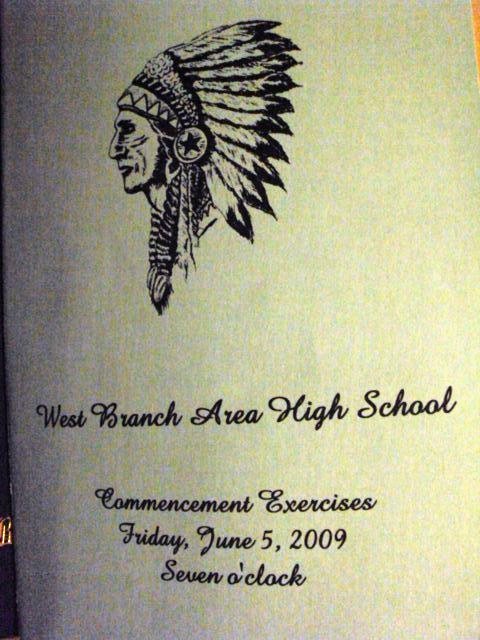 West Branch Area High School
Commencement Exercises
Friday, June 5, 2009
Seven o'clock